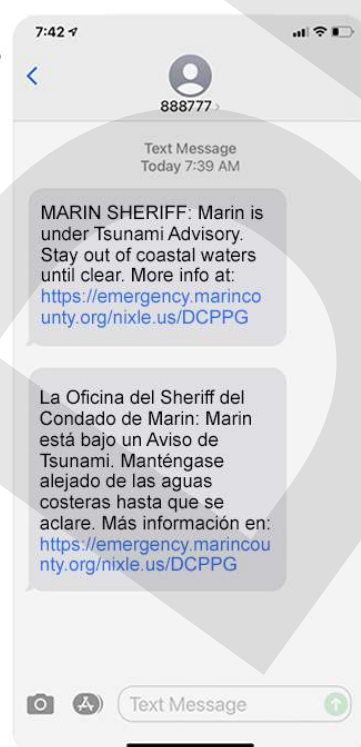 7:42
888777
Text Message
Today 7:39 AM
MARIN SHERIFF: Marin is
under Tsunami Advisory.
Stay out of coastal waters
until clear. More info at:
https://emergency.marinco
unty.org/nixle.us/DCPPG
La Oficina del Sheriff del
Condado de Marin: Marin
está bajo un Aviso de
Tsunami. Manténgase
alejado de las aguas
costeras hasta que se
aclare. Más información en:
https://emergency.marincou
nty.org/nixle.us/DCPPG
Text Message